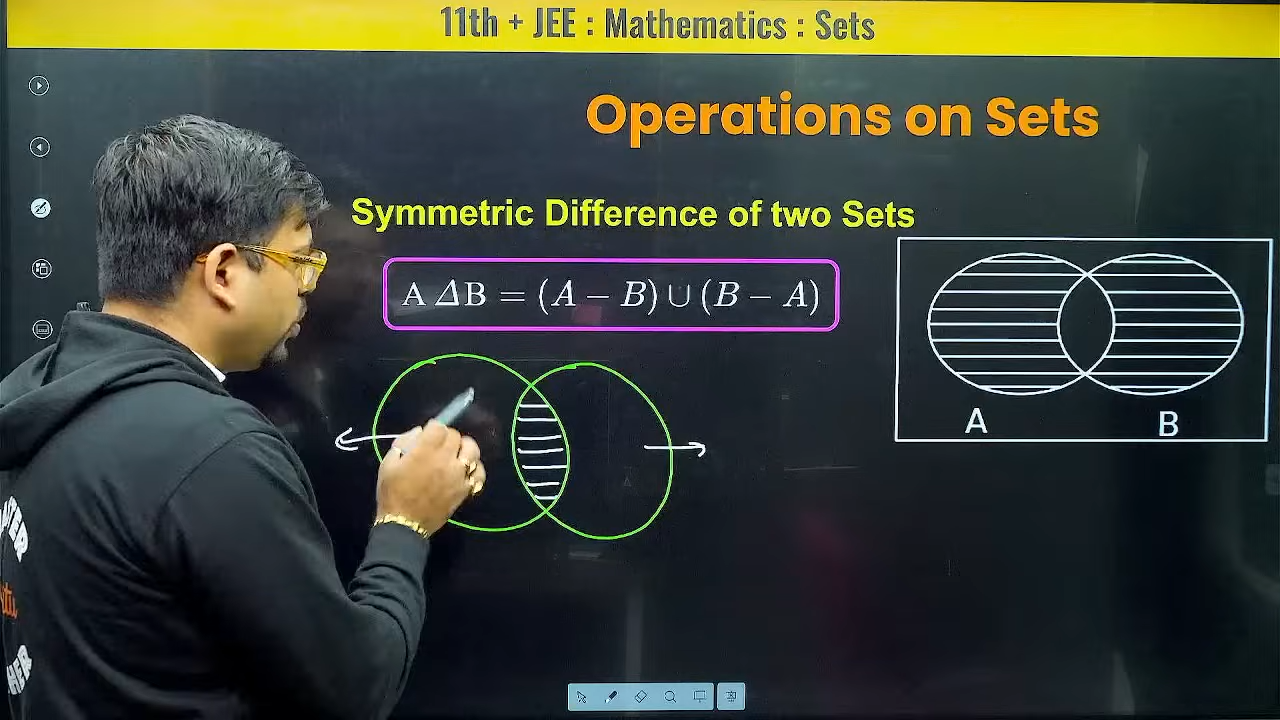 11th + JEE : Mathematics : Sets
Operations on Sets
Symmetric Difference of two Sets
A Δ B = (A − B) ∪ (B − A)
A B